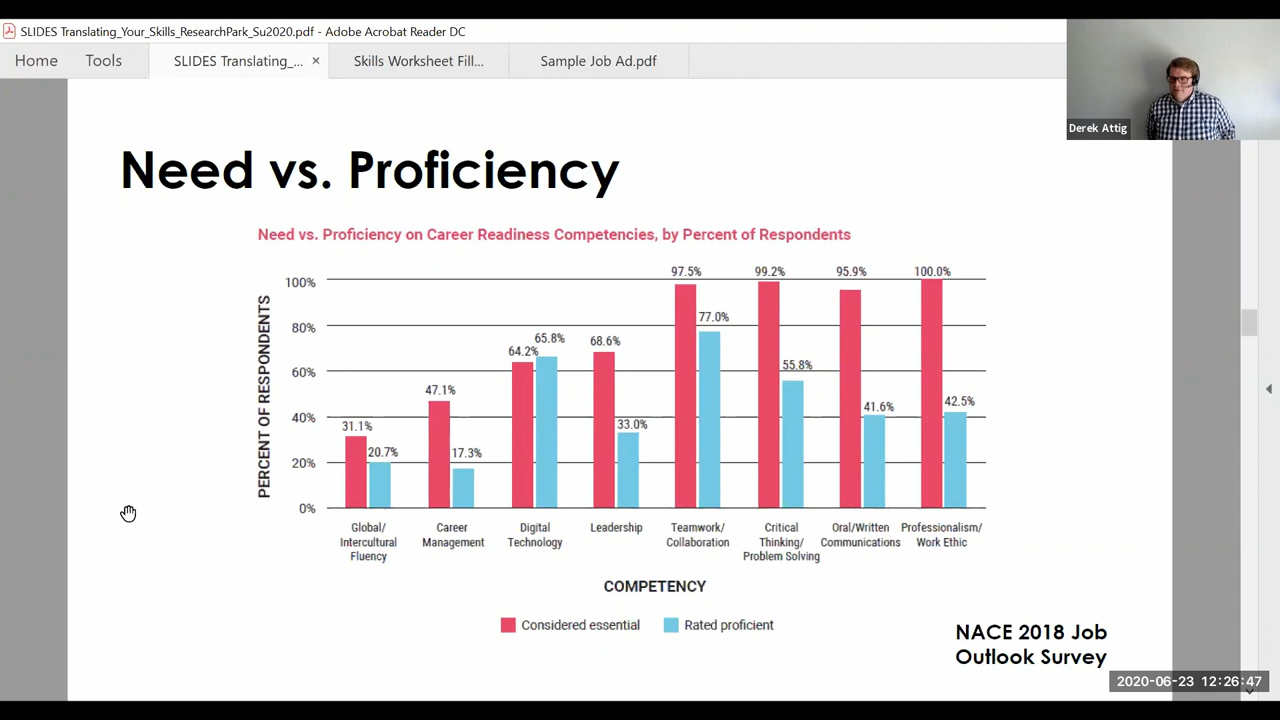 SLIDES Translating_Your_Skills_ResearchPark_Su2020.pdf - Adobe Acrobat Reader DC
Home
Tools
SLIDES Translating_... ×
Skills Worksheet Fill...
Sample Job Ad.pdf
Derek Attig
Need vs. Proficiency
Need vs. Proficiency on Career Readiness Competencies, by Percent of Respondents
PERCENT OF RESPONDENTS
100%
80%
60%
40%
20%
0%
31.1%
20.7%
47.1%
17.3%
64.2%
65.8%
68.6%
33.0%
97.5%
77.0%
99.2%
55.8%
95.9%
41.6%
100.0%
42.5%
Global/
Intercultural
Fluency
Career
Management
Digital
Technology
Leadership
Teamwork/
Collaboration
Critical
Thinking/
Problem Solving
Oral/Written
Communications
Professionalism/
Work Ethic
COMPETENCY
Considered essential
Rated proficient
NACE 2018 Job
Outlook Survey
2020-06-23 12:26:47